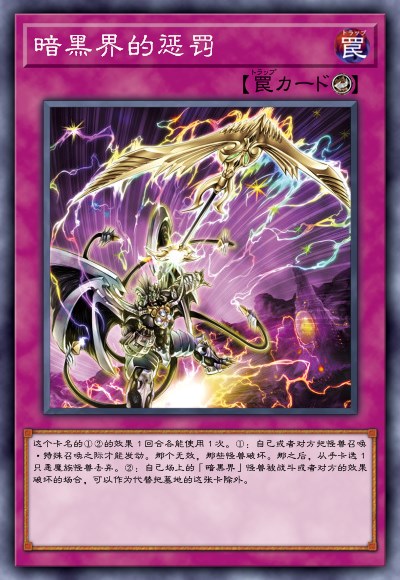 暗黑界的惩罚
トラップ
罠
トラップ
【罠カード】
这个卡名的①②的效果1回合各能使用1次。①:自己或者对方把怪兽召唤
·特殊召唤之际才能发动。那个无效,那些怪兽破坏。那之后,从手卡选1
只恶魔族怪兽丢弃。②:自己场上的「暗黑界」怪兽被战斗或者对方的效果
破坏的场合,可以作为代替把墓地的这张卡除外。